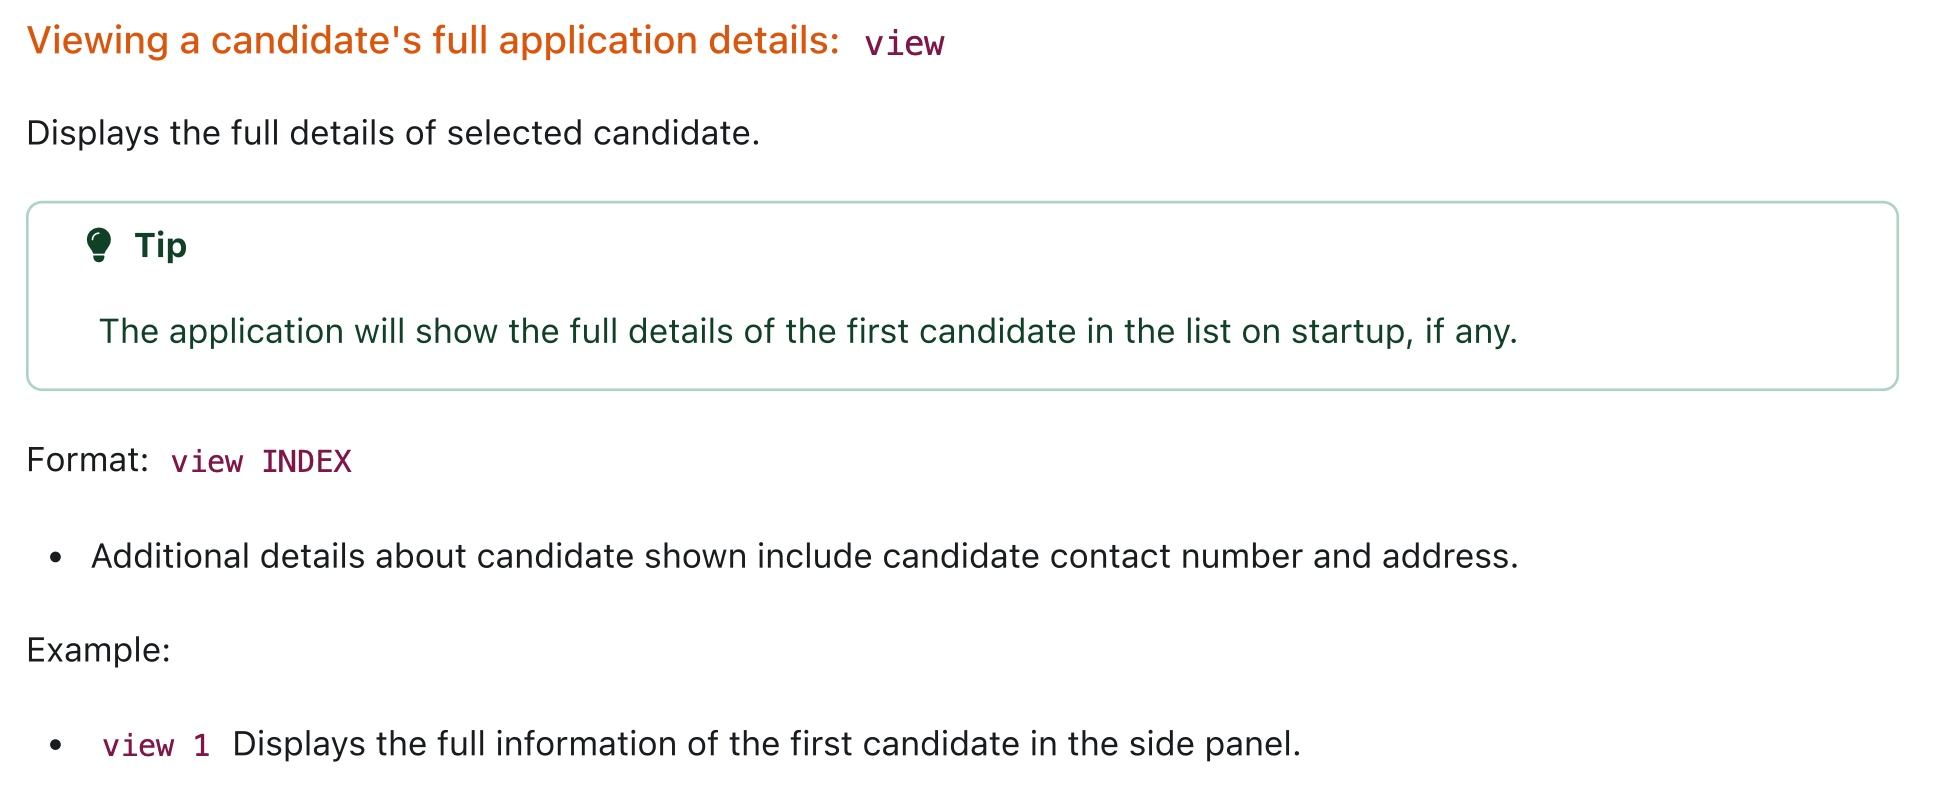 Viewing a candidate's full application details: view
Displays the full details of selected candidate.
Tip
The application will show the full details of the first candidate in the list on startup, if any.
Format: view INDEX
• Additional details about candidate shown include candidate contact number and address.
Example:
• view 1 Displays the full information of the first candidate in the side panel.